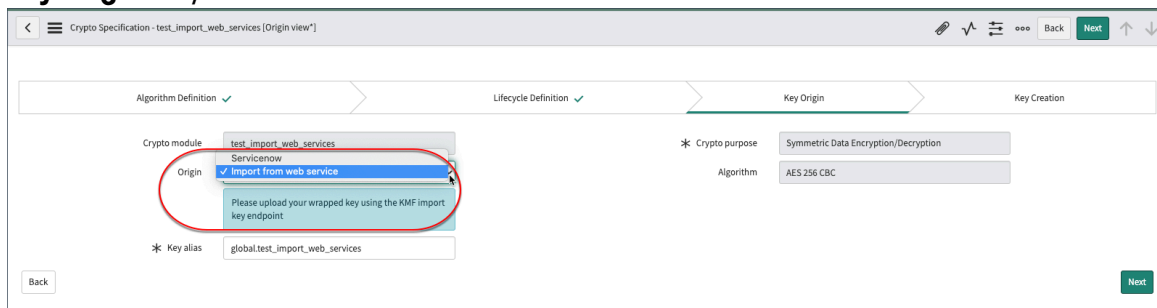 Crypto Specification - test_import_web_services [Origin view*]
Back
Next
Algorithm Definition
Lifecycle Definition
Key Origin
Key Creation
Crypto module
test_import_web_services
Crypto purpose
Symmetric Data Encryption/Decryption
Servicenow
Origin
Import from web service
Algorithm
AES 256 CBC
Please upload your wrapped key using the KMF import
key endpoint
Key alias
global.test_import_web_services
Back
Next